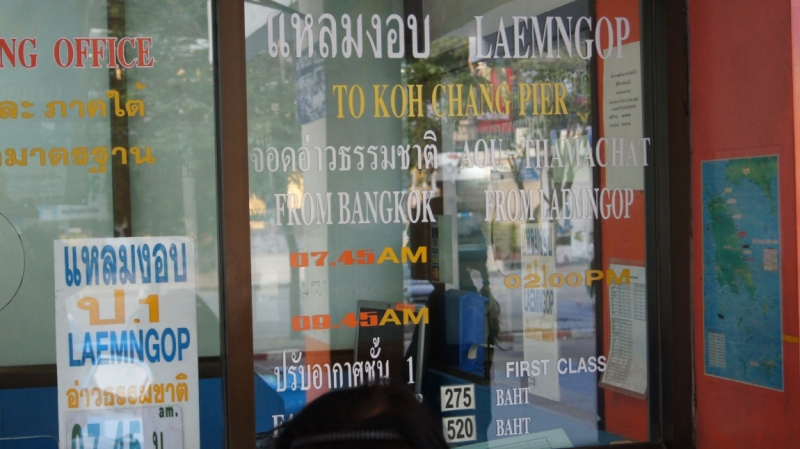 NG OFFICE
ละ ภาคใต้
มาตรฐาน
แหลมงอบ LAEMNGOP
TO KOH CHANG PIER
จอดอ่าวธรรมชาติ AOU THAMACHAT
FROM BANGKOK FROM LAEMNGOP
07.45AM 02.00PM
09.45AM
ปรับอากาศชั้น 1 FIRST CLASS
275 BAHT
520 BAHT
แหลมงอบ
ป.1
LAEMNGOP
อ่าวธรรมชาติ
am.
07.45 น.